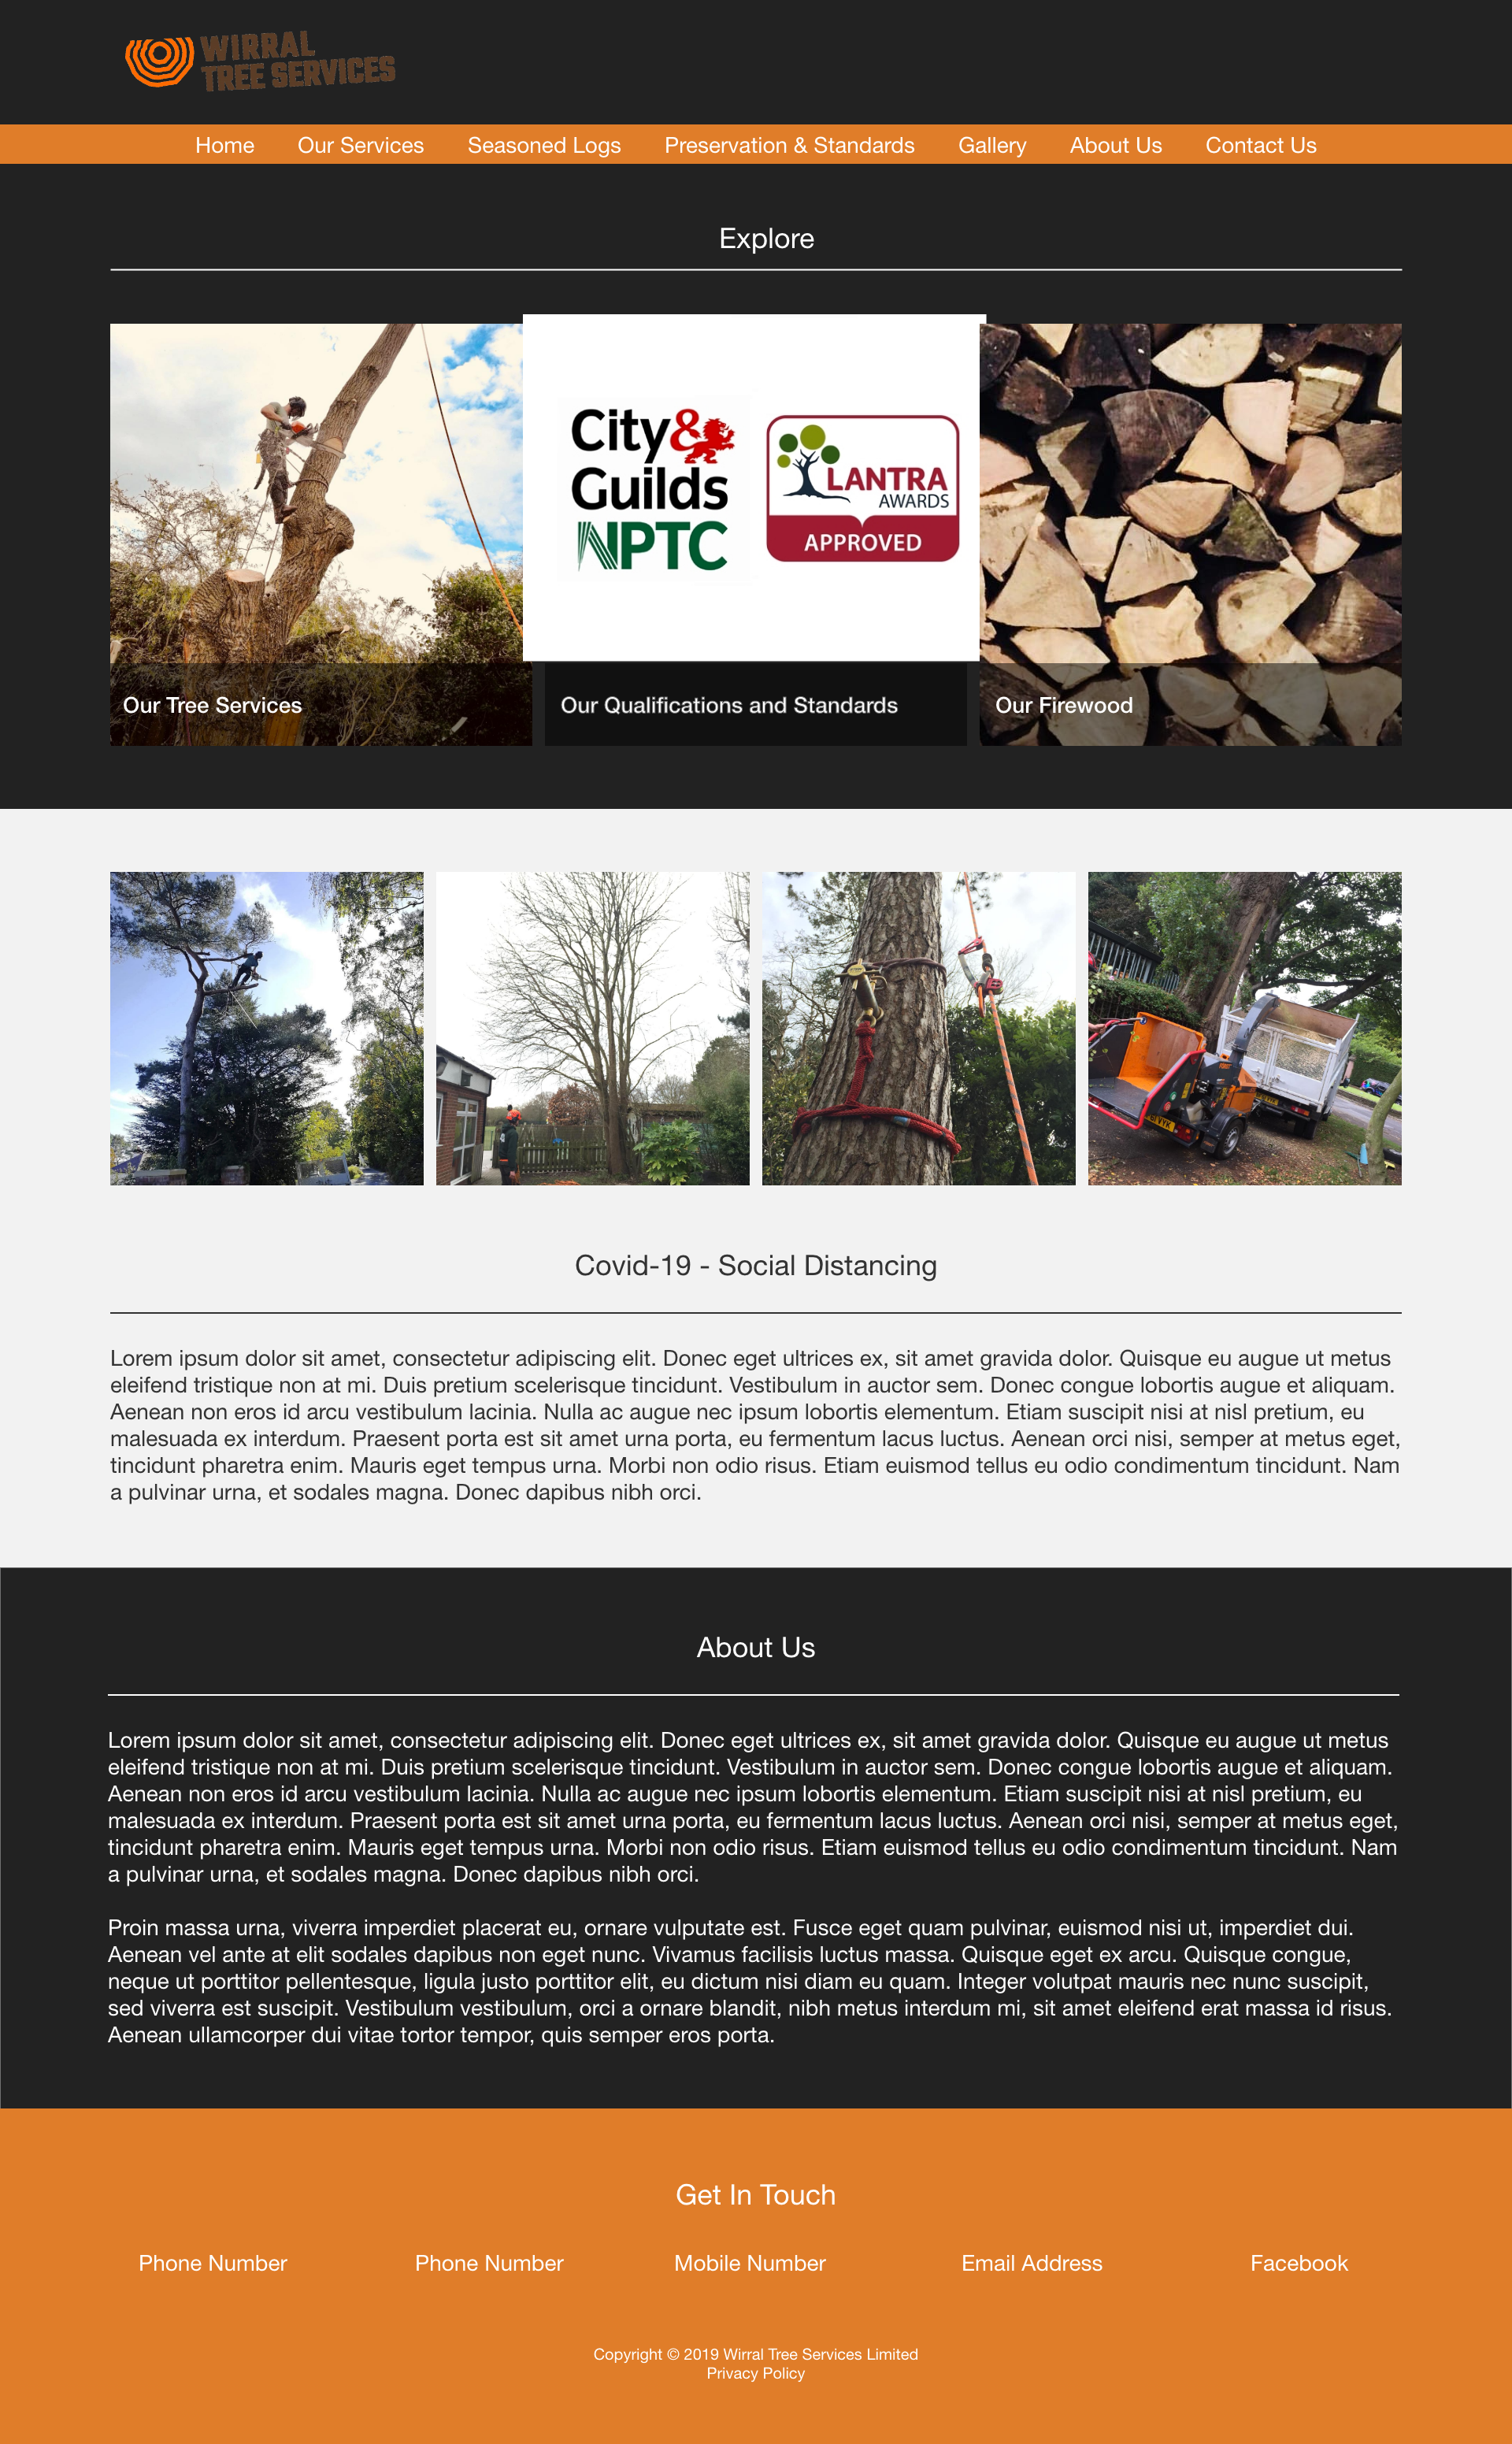 WIRRAL
TREE SERVICES
Home Our Services Seasoned Logs Preservation & Standards Gallery About Us Contact Us
Explore
City&
Guilds
NPTC
LANTRA
AWARDS
APPROVED
Our Tree Services Our Qualifications and Standards Our Firewood
Covid-19 - Social Distancing
Lorem ipsum dolor sit amet, consectetur adipiscing elit. Donec eget ultrices ex, sit amet gravida dolor. Quisque eu augue ut metus
eleifend tristique non at mi. Duis pretium scelerisque tincidunt. Vestibulum in auctor sem. Donec congue lobortis augue et aliquam.
Aenean non eros id arcu vestibulum lacinia. Nulla ac augue nec ipsum lobortis elementum. Etiam suscipit nisi at nisl pretium, eu
malesuada ex interdum. Praesent porta est sit amet urna porta, eu fermentum lacus luctus. Aenean orci nisi, semper at metus eget,
tincidunt pharetra enim. Mauris eget tempus urna. Morbi non odio risus. Etiam euismod tellus eu odio condimentum tincidunt. Nam
a pulvinar urna, et sodales magna. Donec dapibus nibh orci.
About Us
Lorem ipsum dolor sit amet, consectetur adipiscing elit. Donec eget ultrices ex, sit amet gravida dolor. Quisque eu augue ut metus
eleifend tristique non at mi. Duis pretium scelerisque tincidunt. Vestibulum in auctor sem. Donec congue lobortis augue et aliquam.
Aenean non eros id arcu vestibulum lacinia. Nulla ac augue nec ipsum lobortis elementum. Etiam suscipit nisi at nisl pretium, eu
malesuada ex interdum. Praesent porta est sit amet urna porta, eu fermentum lacus luctus. Aenean orci nisi, semper at metus eget,
tincidunt pharetra enim. Mauris eget tempus urna. Morbi non odio risus. Etiam euismod tellus eu odio condimentum tincidunt. Nam
a pulvinar urna, et sodales magna. Donec dapibus nibh orci.
Proin massa urna, viverra imperdiet placerat eu, ornare vulputate est. Fusce eget quam pulvinar, euismod nisi ut, imperdiet dui.
Aenean vel ante at elit sodales dapibus non eget nunc. Vivamus facilisis luctus massa. Quisque eget ex arcu. Quisque congue,
neque ut porttitor pellentesque, ligula justo porttitor elit, eu dictum nisi diam eu quam. Integer volutpat mauris nec nunc suscipit,
sed viverra est suscipit. Vestibulum vestibulum, orci a ornare blandit, nibh metus interdum mi, sit amet eleifend erat massa id risus.
Aenean ullamcorper dui vitae tortor tempor, quis semper eros porta.
Get In Touch
Phone Number Phone Number Mobile Number Email Address Facebook
Copyright © 2019 Wirral Tree Services Limited
Privacy Policy